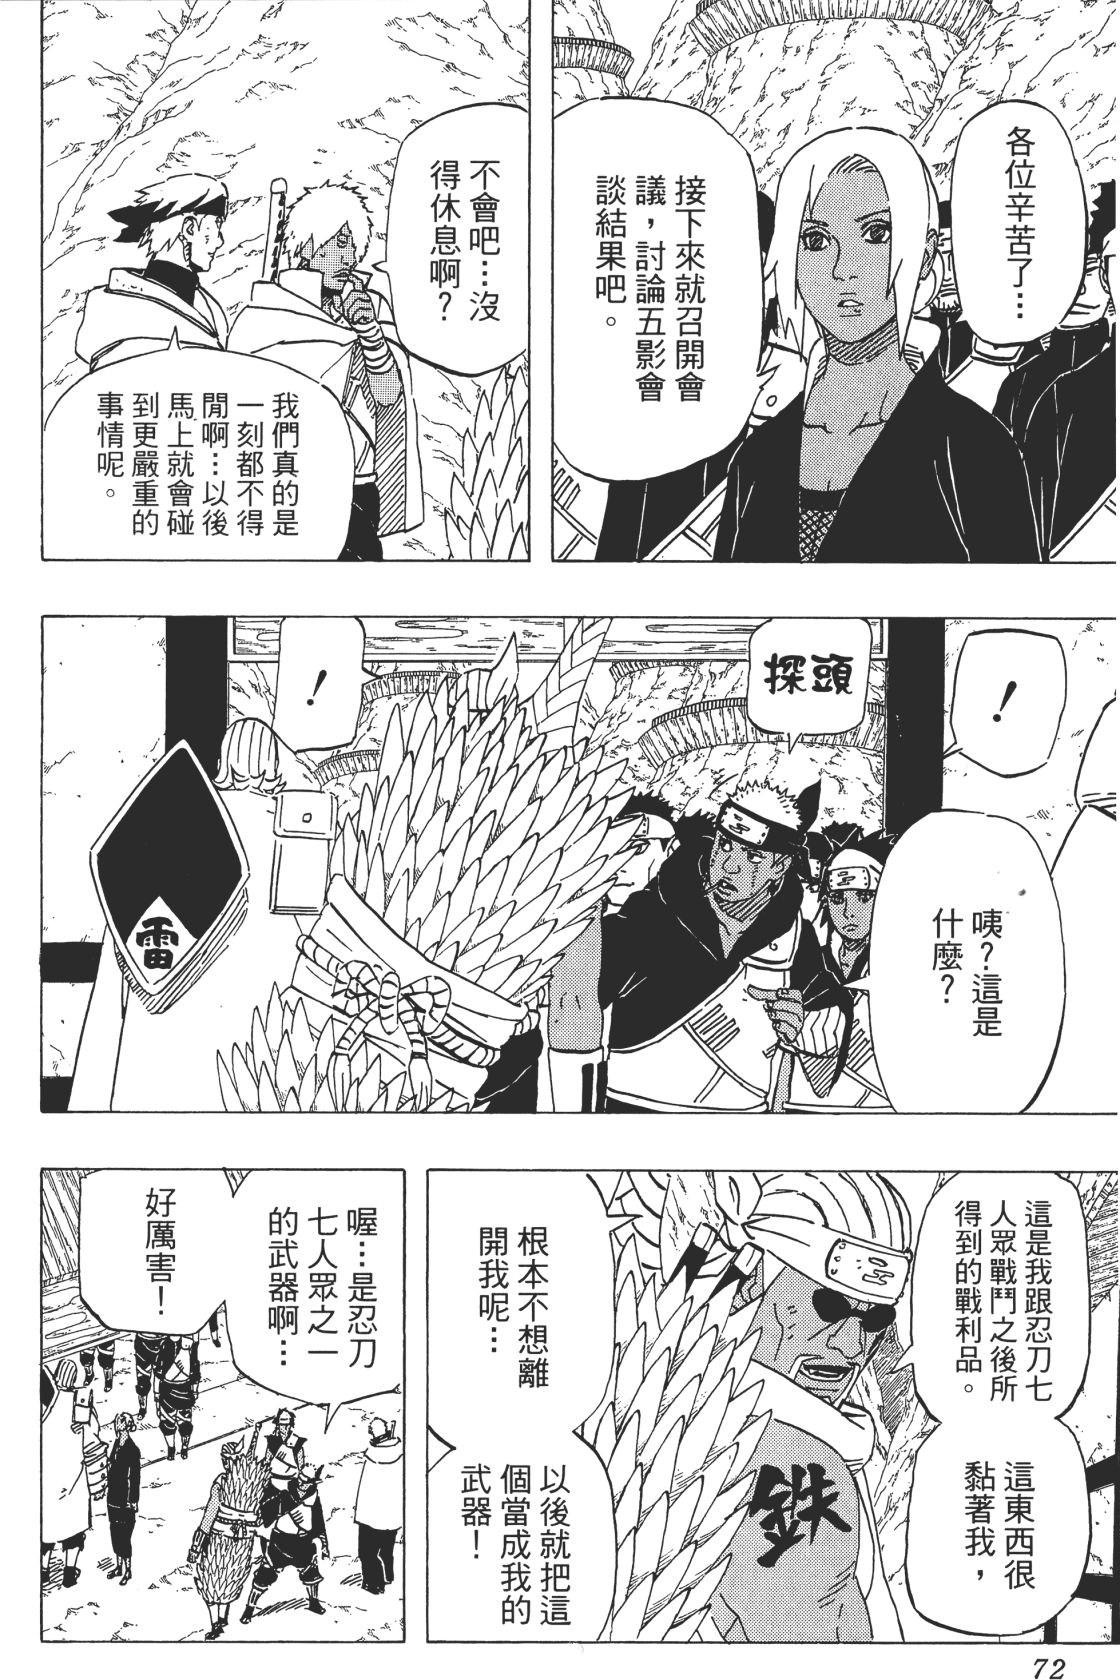 各位辛苦了…
接下來就召開會
議，討論五影會
談結果吧。
不會吧…沒
得休息啊？
我們真的是
一刻都不得
閒啊…以後
馬上就會碰
到更嚴重的
事情呢。
！
咦？這是
什麼？
探頭
！
雷
這是我跟忍刀七
人眾戰鬥之後所
得到的戰利品。
這東西很
黏著我，
鉄
根本不想離
開我呢…
以後就把這
個當成我的
武器！
喔…是忍刀
七人眾之一
的武器啊…
好厲害！
72